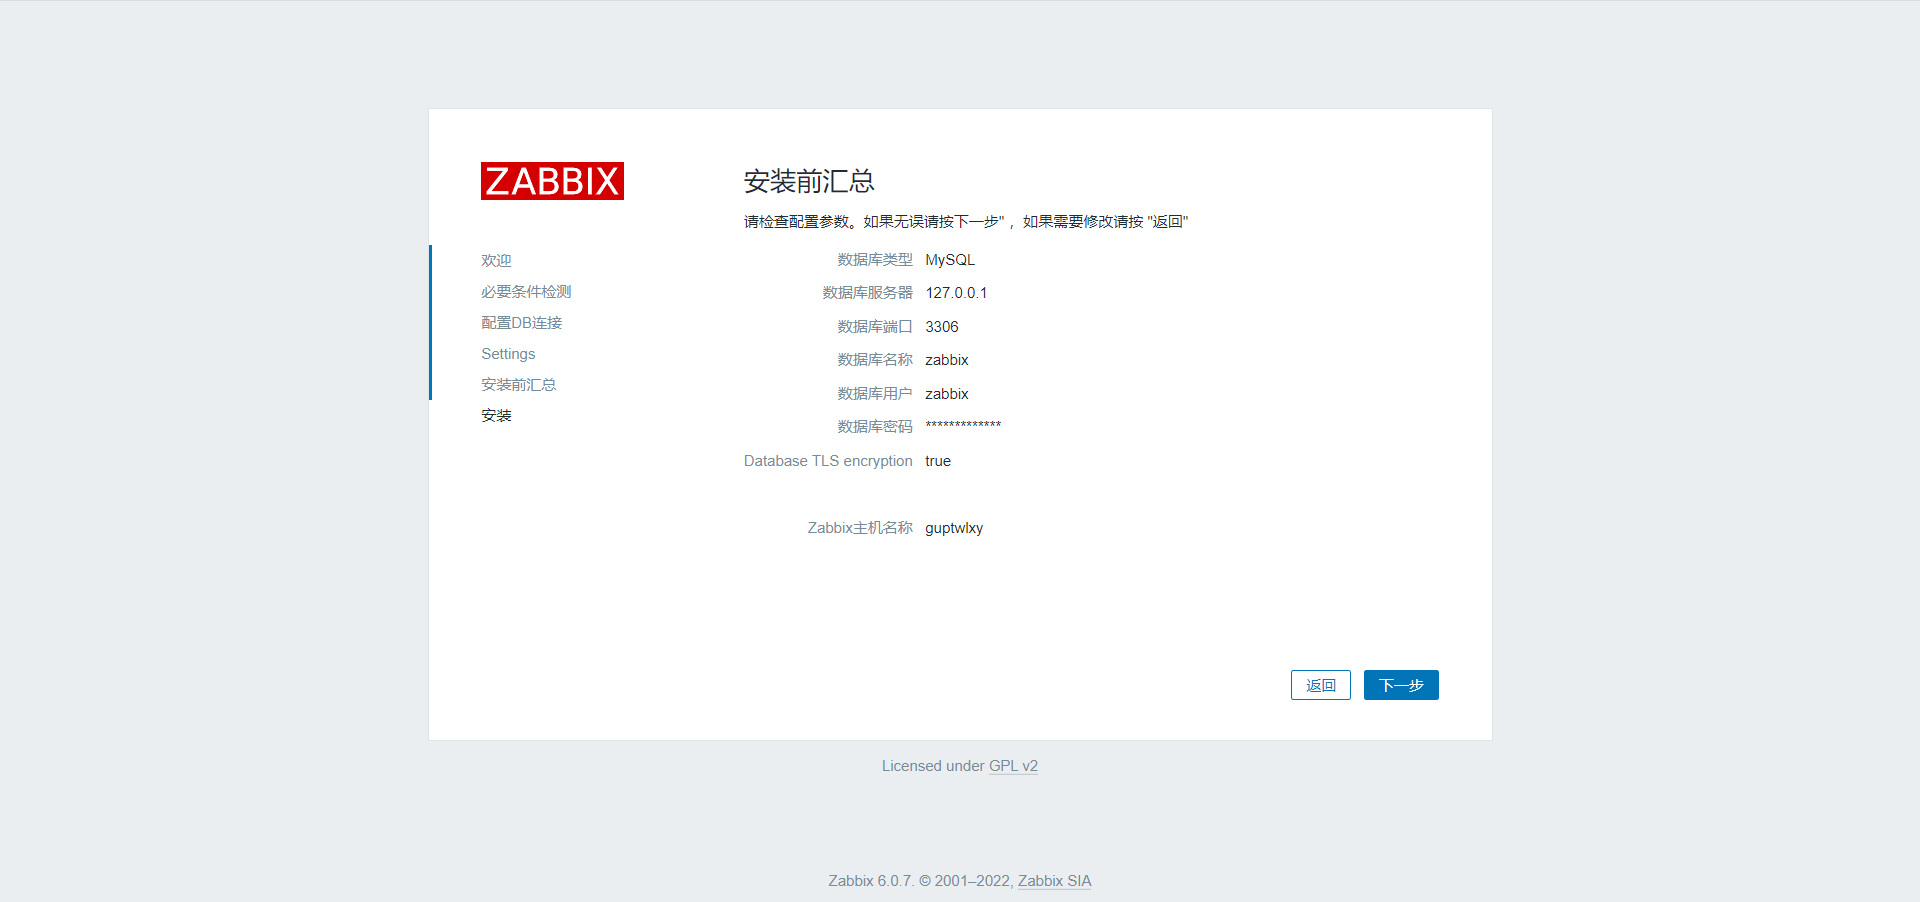 ZABBIX
欢迎
必要条件检测
配置DB连接
Settings
安装前汇总
安装
安装前汇总
请检查配置参数。如果无误请按下一步" ，如果需要修改请按 "返回"
数据库类型 MySQL
数据库服务器 127.0.0.1
数据库端口 3306
数据库名称 zabbix
数据库用户 zabbix
数据库密码 *************
Database TLS encryption true
Zabbix主机名称 guptwlxy
返回 下一步
Licensed under GPL v2
Zabbix 6.0.7. © 2001–2022, Zabbix SIA